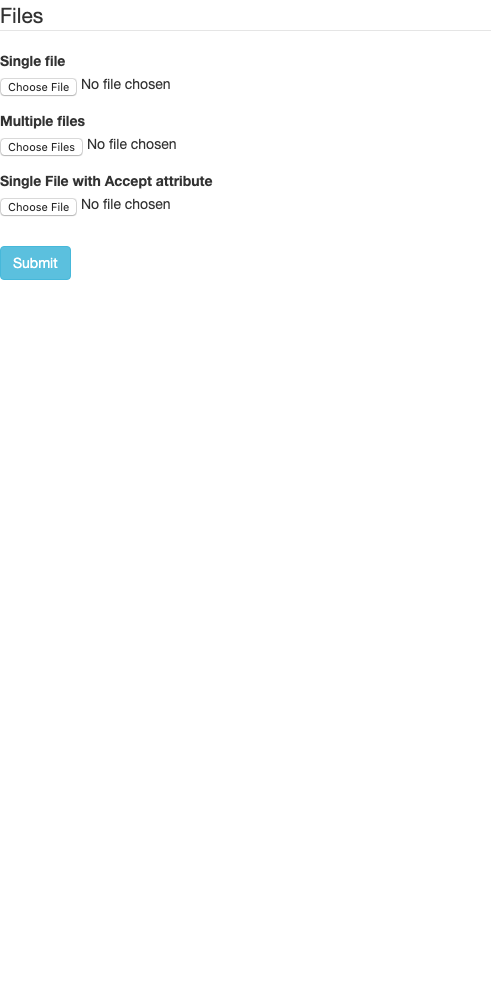 Files
Single file
Choose File No file chosen
Multiple files
Choose Files No file chosen
Single File with Accept attribute
Choose File No file chosen
Submit